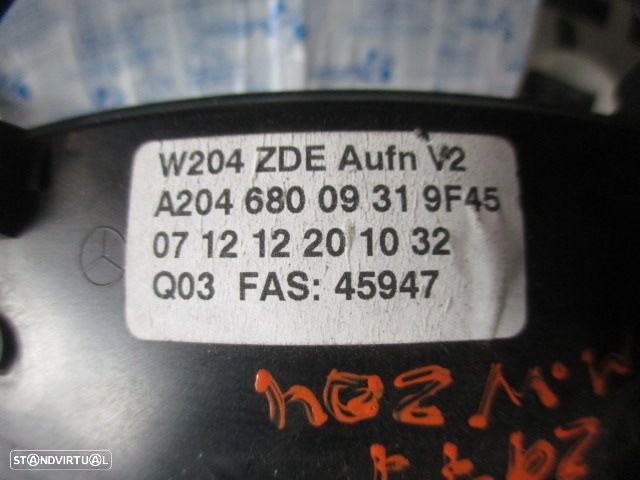 W204 ZDE Aufn V2
A204 680 09 31 9F45
07 12 12 20 10 32
Q03 FAS: 45947
M.W 204
STANDVIRTUAL